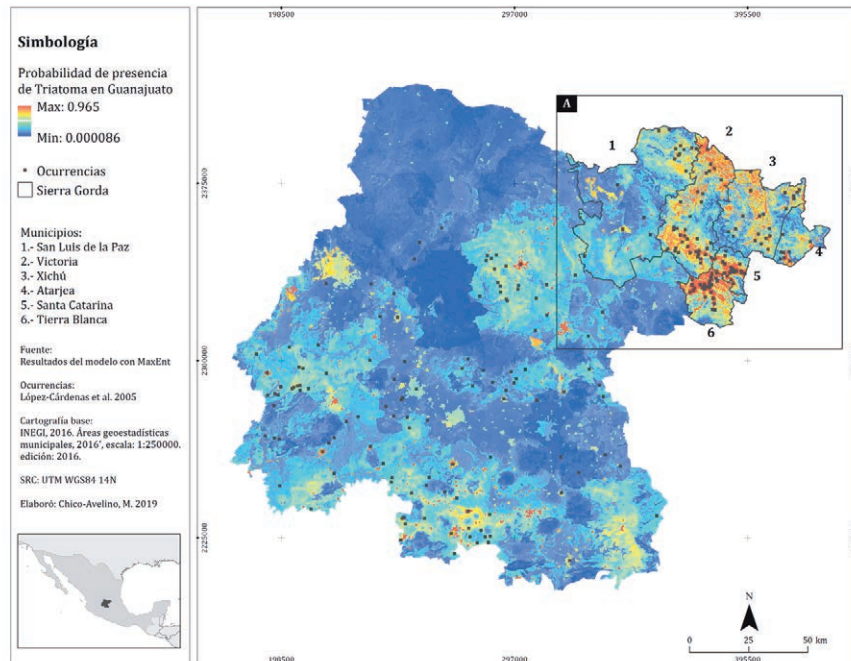 Simbología
Probabilidad de presencia
de Triatoma en Guanajuato
Max: 0.965
Min: 0.000086
Ocurrencias
Sierra Gorda
Municipios:
1.- San Luis de la Paz
2.- Victoria
3.- Xichú
4.- Atarjea
5.- Santa Catarina
6.- Tierra Blanca
Fuente:
Resultados del modelo con MaxEnt
Ocurrencias:
López-Cárdenas et al. 2005
Cartografía base:
INEGI, 2016. Áreas geoestadísticas
municipales, 2016', escala: 1:250000.
edición: 2016.
SRC: UTM WGS84 14N
Elaboró: Chico-Avelino, M. 2019
198500
297000
395500
2375000
2375000
2300000
2300000
2225000
2225000
A
1
2
3
4
5
6
N
0
25
50 km
198500
297000
395500